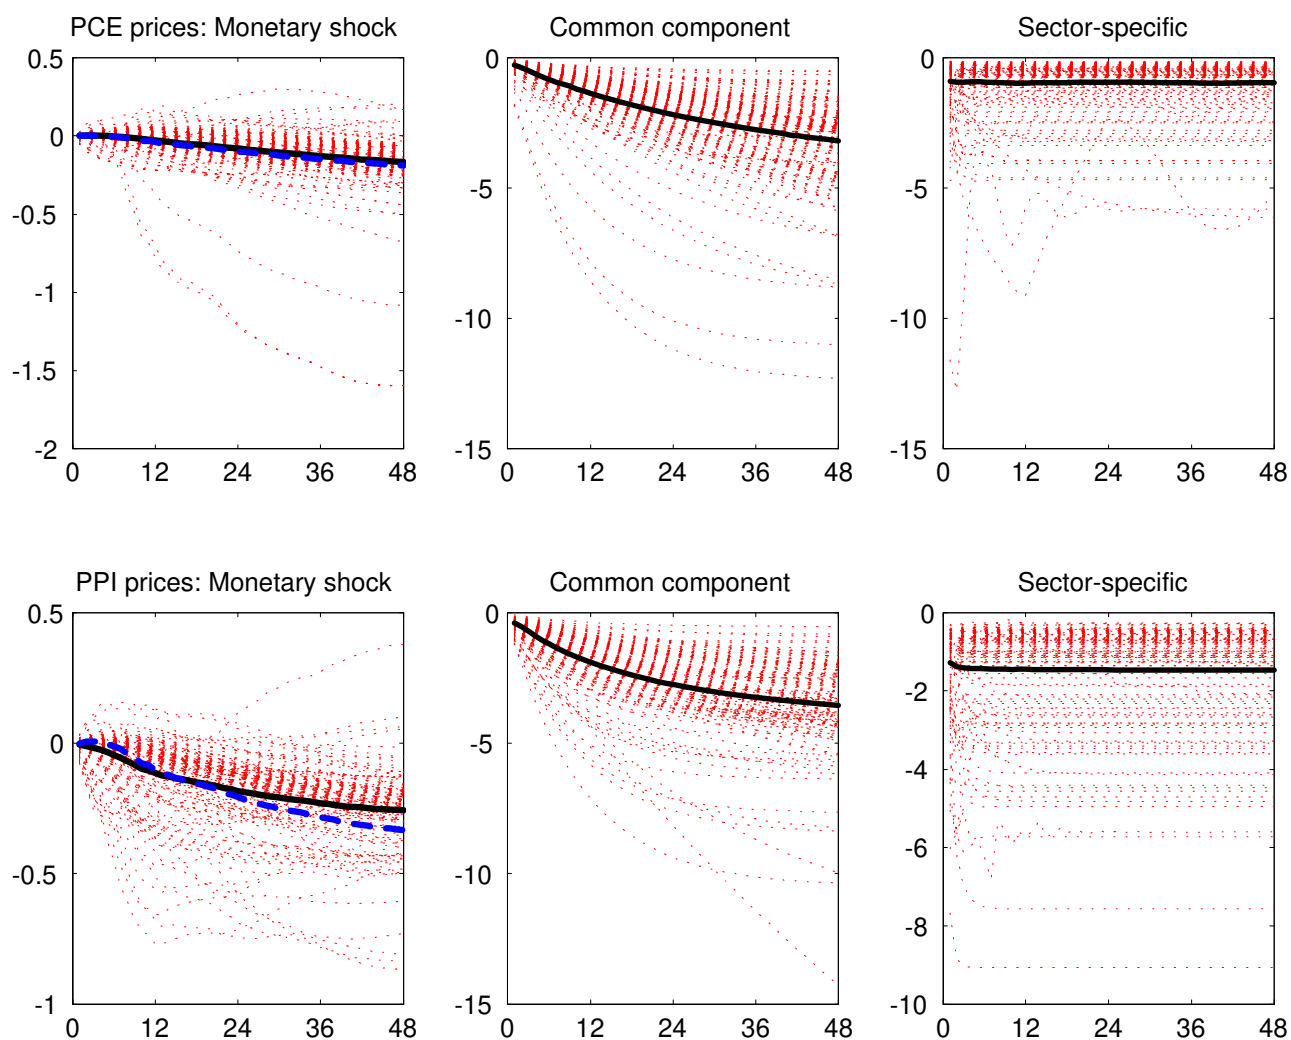 PCE prices: Monetary shock
Common component
Sector-specific
0.5
0
-0.5
-1
-1.5
-2
0 12 24 36 48
0
-5
-10
-15
0 12 24 36 48
0
-5
-10
-15
0 12 24 36 48
PPI prices: Monetary shock
Common component
Sector-specific
0.5
0
-0.5
-1
0 12 24 36 48
0
-5
-10
-15
0 12 24 36 48
0
-2
-4
-6
-8
-10
0 12 24 36 48